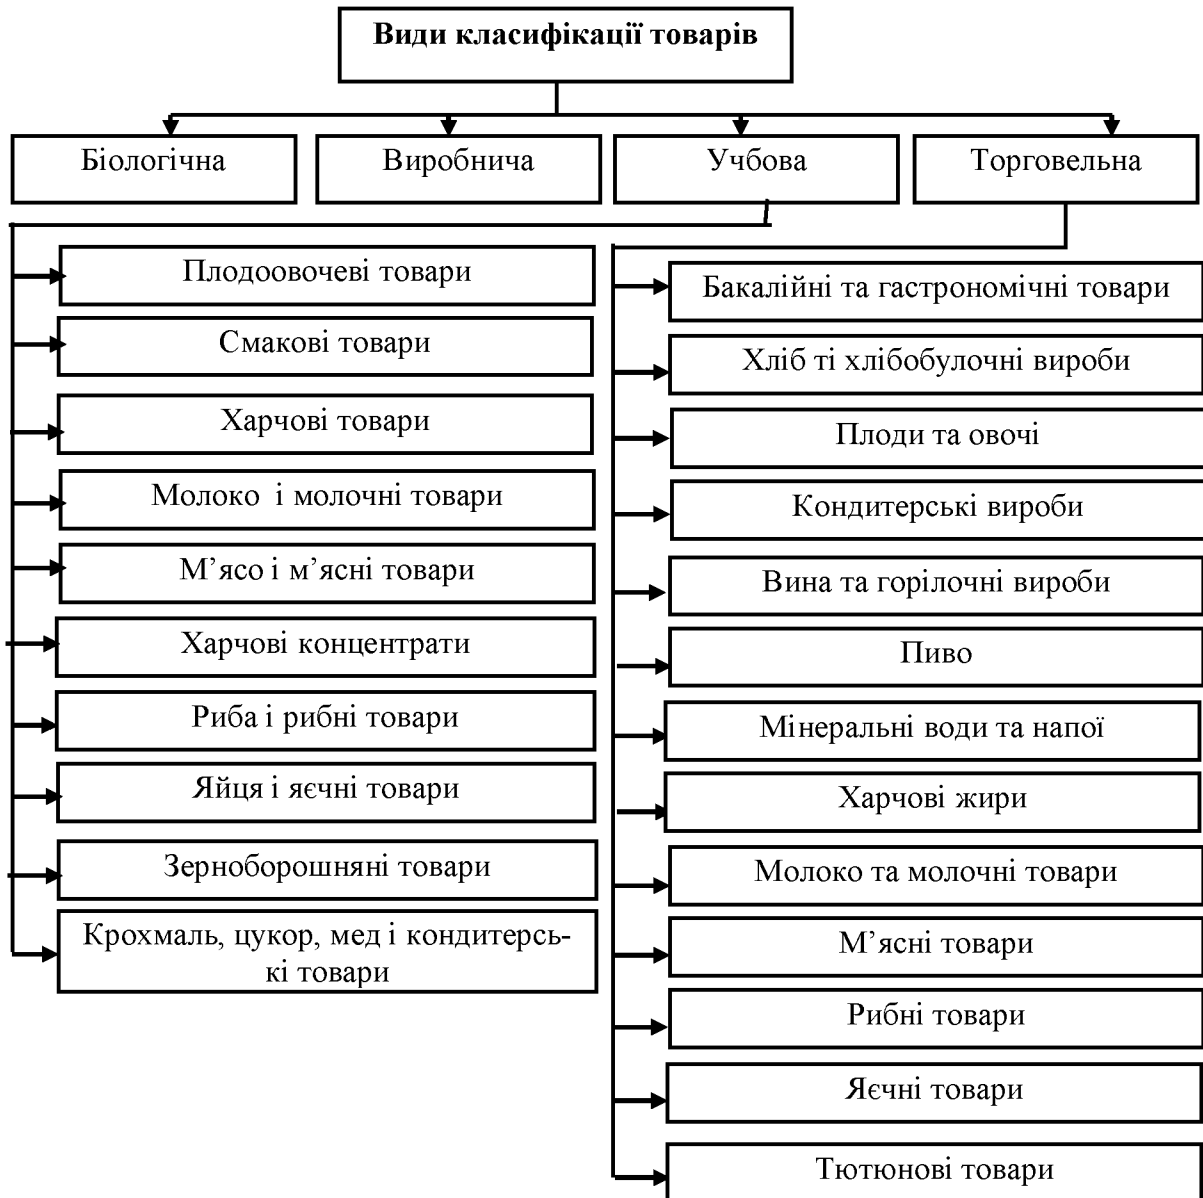 Види класифікації товарів
Біологічна
Виробнича
Учбова
Торговельна
Плодоовочеві товари
Смакові товари
Харчові товари
Молоко і молочні товари
М’ясо і м’ясні товари
Харчові концентрати
Риба і рибні товари
Яйця і яєчні товари
Зерноборошняні товари
Крохмаль, цукор, мед і кондитерсь-
кі товари
Бакалійні та гастрономічні товари
Хліб ті хлібобулочні вироби
Плоди та овочі
Кондитерські вироби
Вина та горілочні вироби
Пиво
Мінеральні води та напої
Харчові жири
Молоко та молочні товари
М’ясні товари
Рибні товари
Яєчні товари
Тютюнові товари